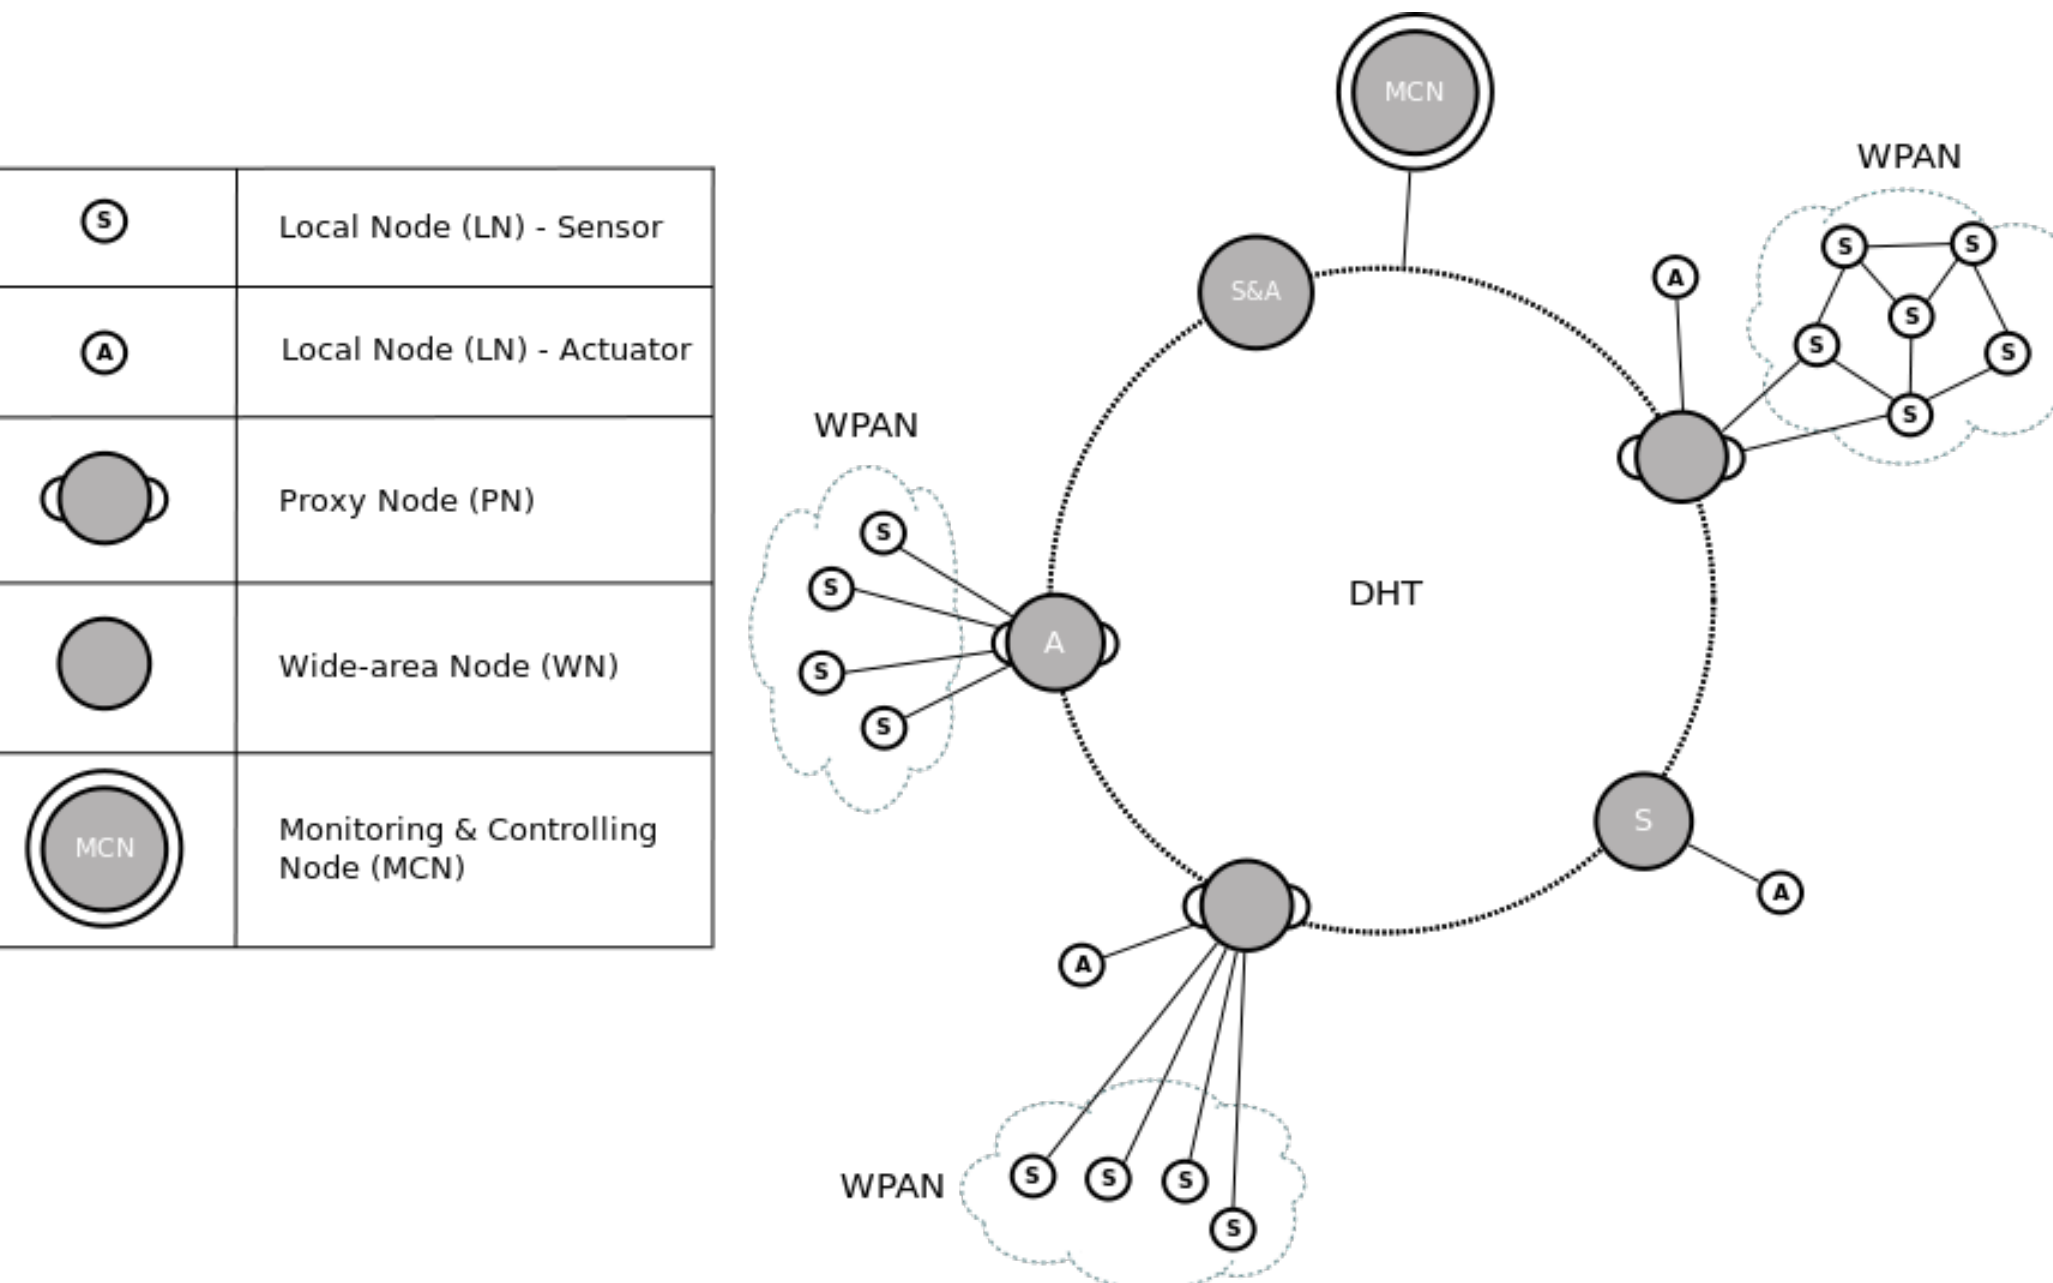 S
Local Node (LN) - Sensor
A
Local Node (LN) - Actuator
Proxy Node (PN)
Wide-area Node (WN)
MCN
Monitoring & Controlling
Node (MCN)
MCN
WPAN
S
S
S&A
A
S
S
S
S
WPAN
S
S
DHT
A
S
S
S
A
A
WPAN
S
S
S
S